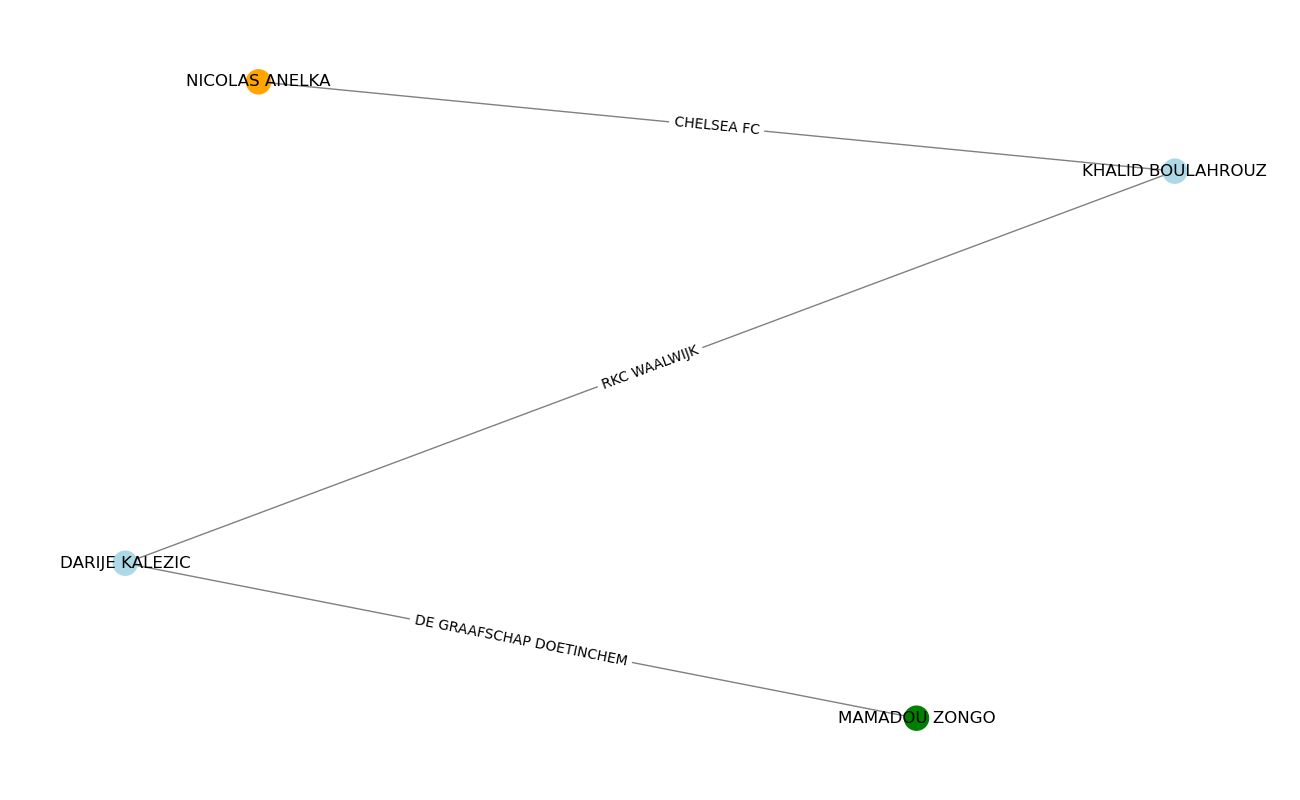 NICOLAS ANELKA
CHELSEA FC
KHALID BOULAHROUZ
RKC WAALWIJK
DARIJE KALEZIC
DE GRAAFSCHAP DOETINCHEM
MAMADOU ZONGO